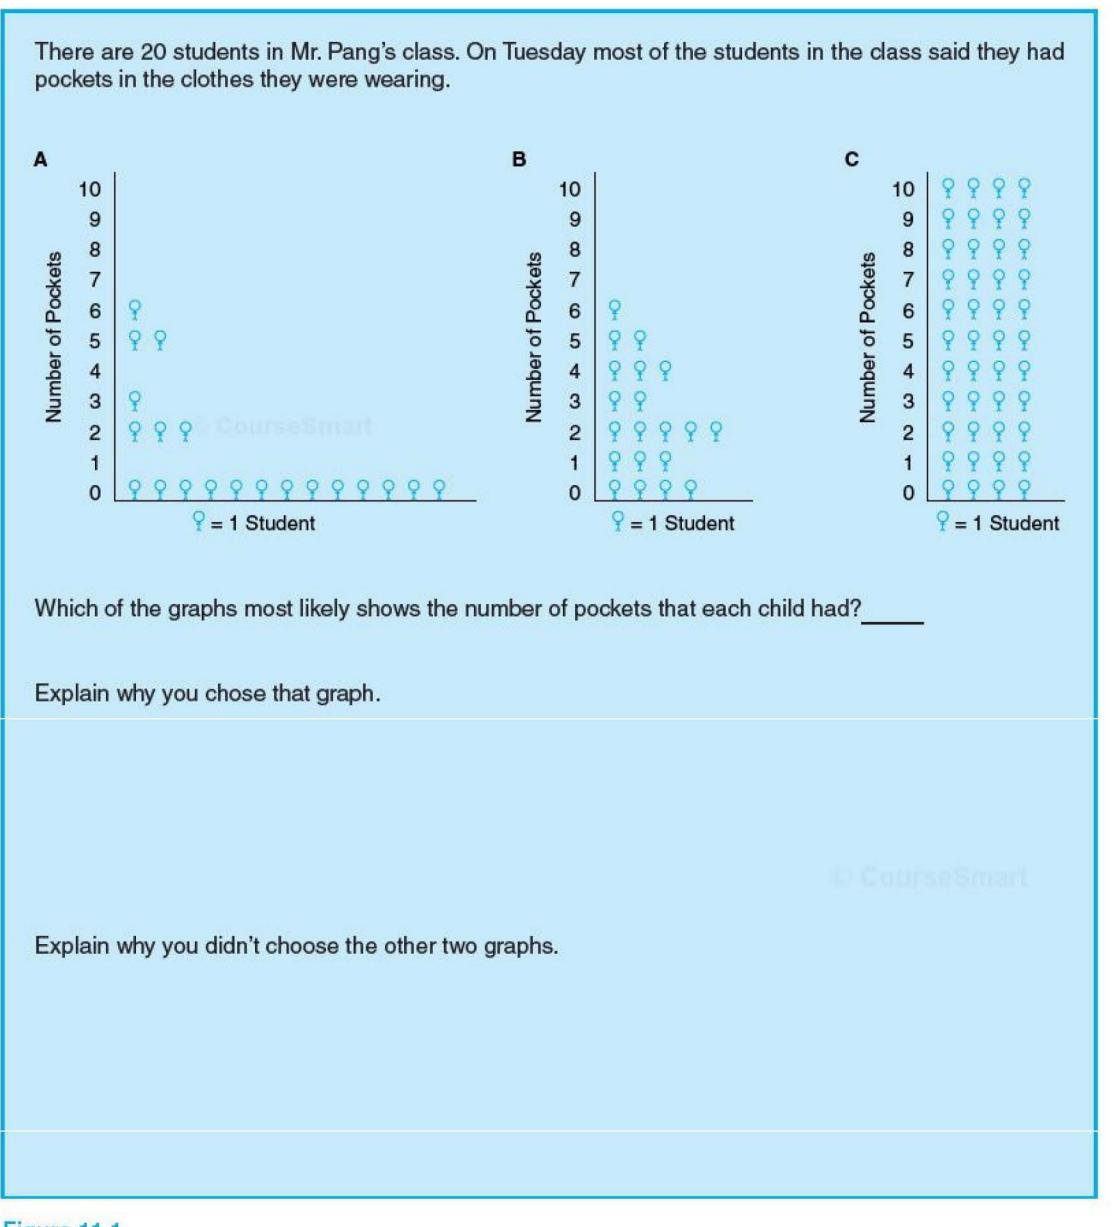 There are 20 students in Mr. Pang's class. On Tuesday most of the students in the class said they had
pockets in the clothes they were wearing.
A
Number of Pockets
10
9
8
7
6
5
4
3
2
1
0
= 1 Student
B
Number of Pockets
10
9
8
7
6
5
4
3
2
1
0
= 1 Student
C
Number of Pockets
10
9
8
7
6
5
4
3
2
1
0
= 1 Student
© CourseSmart
Which of the graphs most likely shows the number of pockets that each child had?
Explain why you chose that graph.
© CourseSmart
Explain why you didn't choose the other two graphs.
Figure 11.1